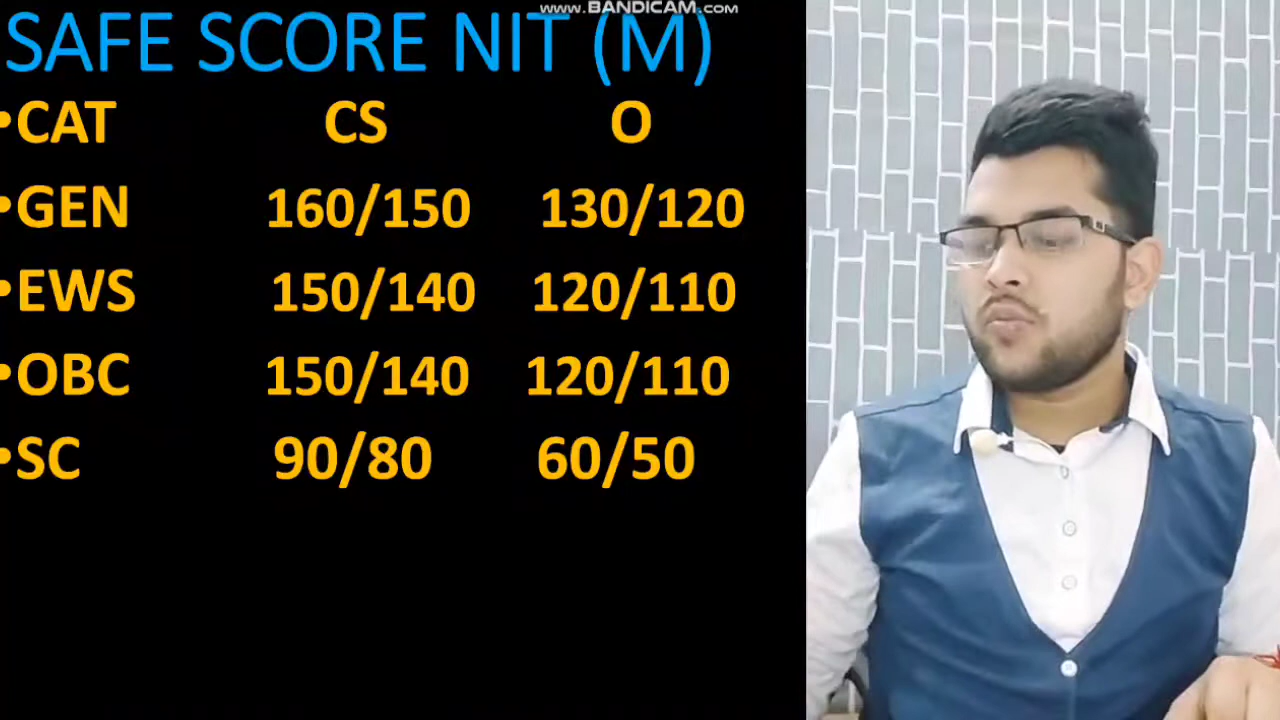 www.BANDICAM.com
SAFE SCORE NIT (M)
•CAT CS O
•GEN 160/150 130/120
•EWS 150/140 120/110
•OBC 150/140 120/110
•SC 90/80 60/50